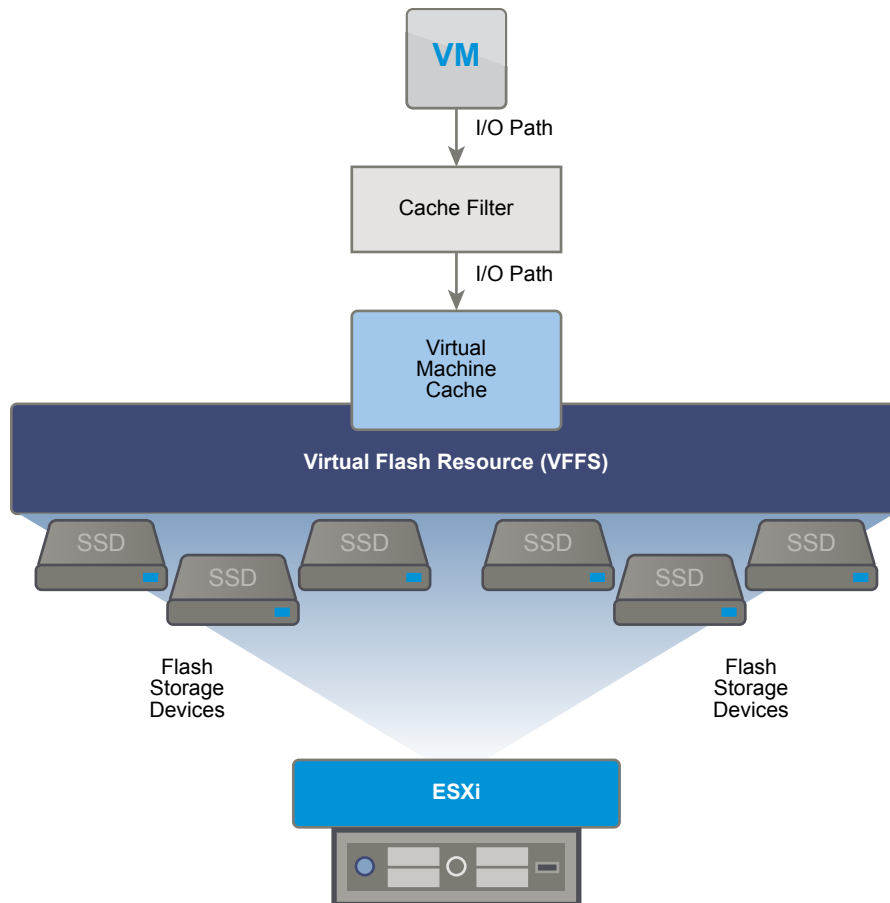 VM
I/O Path
Cache Filter
I/O Path
Virtual
Machine
Cache
Virtual Flash Resource (VFFS)
SSD
SSD
SSD
SSD
SSD
SSD
Flash
Storage
Devices
Flash
Storage
Devices
ESXi